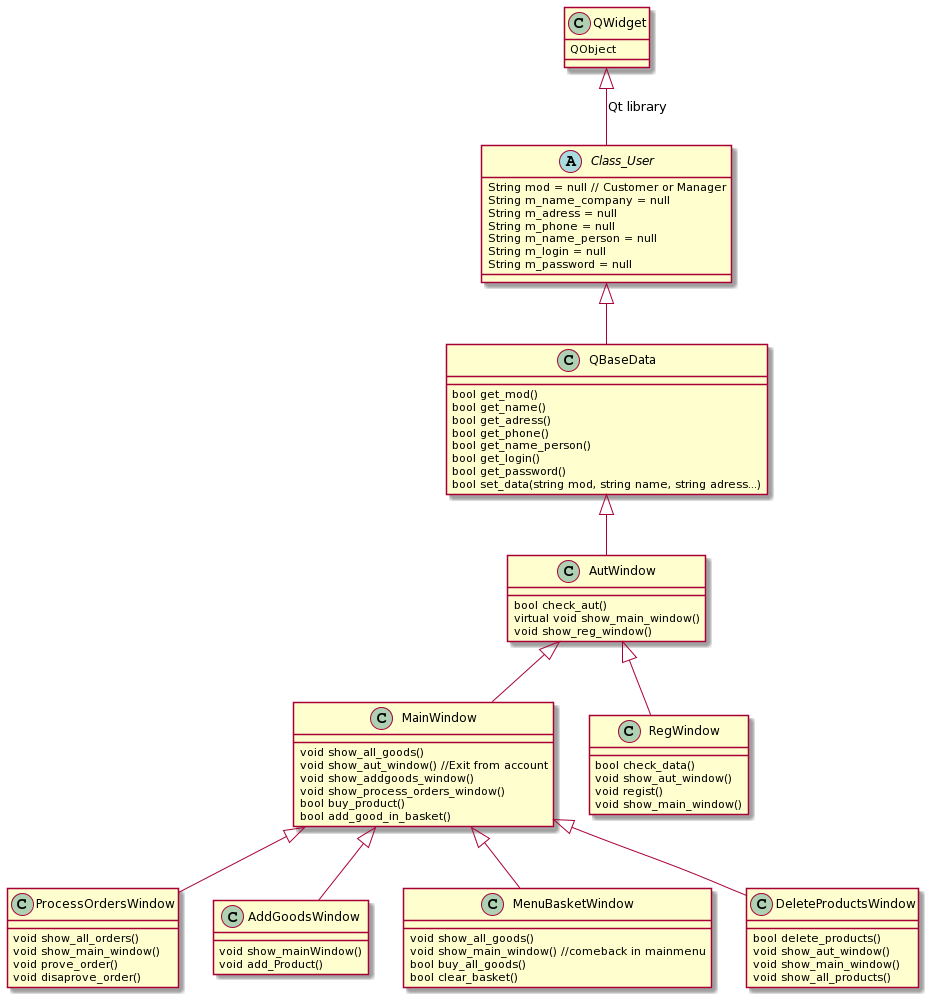 C QWidget
QObject
Qt library
A Class_User
String mod = null // Customer or Manager
String m_name_company = null
String m_adress = null
String m_phone = null
String m_name_person = null
String m_login = null
String m_password = null
C QBaseData
bool get_mod()
bool get_name()
bool get_adress()
bool get_phone()
bool get_name_person()
bool get_login()
bool get_password()
bool set_data(string mod, string name, string adress...)
C AutWindow
bool check_aut()
virtual void show_main_window()
void show_reg_window()
C MainWindow
void show_all_goods()
void show_aut_window() //Exit from account
void show_addgoods_window()
void show_process_orders_window()
bool buy_product()
bool add_good_in_basket()
C RegWindow
bool check_data()
void show_aut_window()
void regist()
void show_main_window()
C ProcessOrdersWindow
void show_all_orders()
void show_main_window()
void prove_order()
void disaprove_order()
C AddGoodsWindow
void show_mainWindow()
void add_Product()
C MenuBasketWindow
void show_all_goods()
void show_main_window() //comeback in mainmenu
bool buy_all_goods()
bool clear_basket()
C DeleteProductsWindow
bool delete_products()
void show_aut_window()
void show_main_window()
void show_all_products()